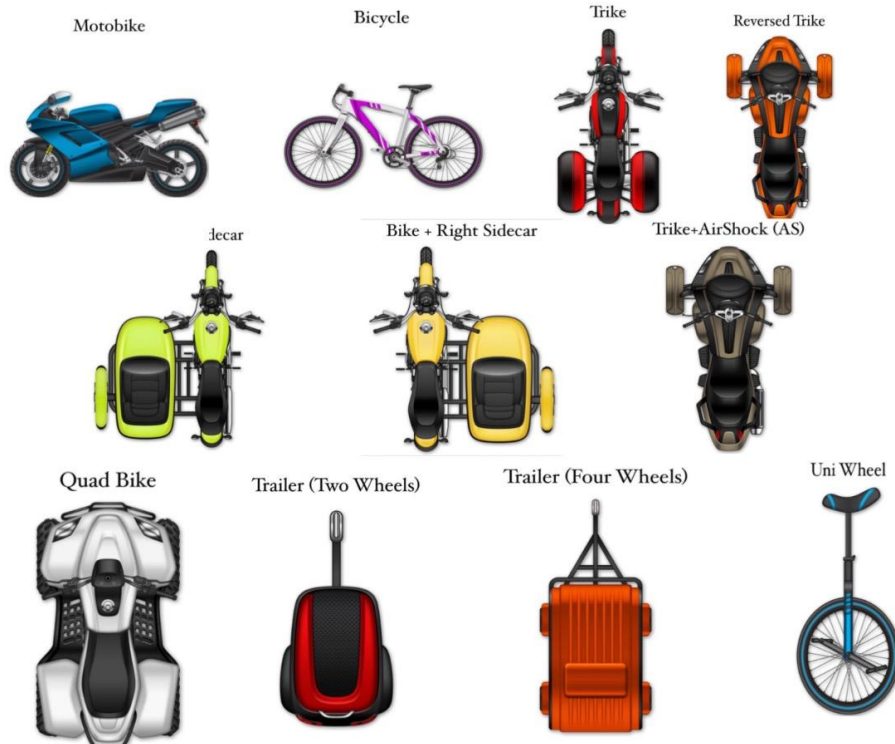 Motobike
Bicycle
Trike
Reversed Trike
decar
Bike + Right Sidecar
Trike+AirShock (AS)
Quad Bike
Trailer (Two Wheels)
Trailer (Four Wheels)
Uni Wheel